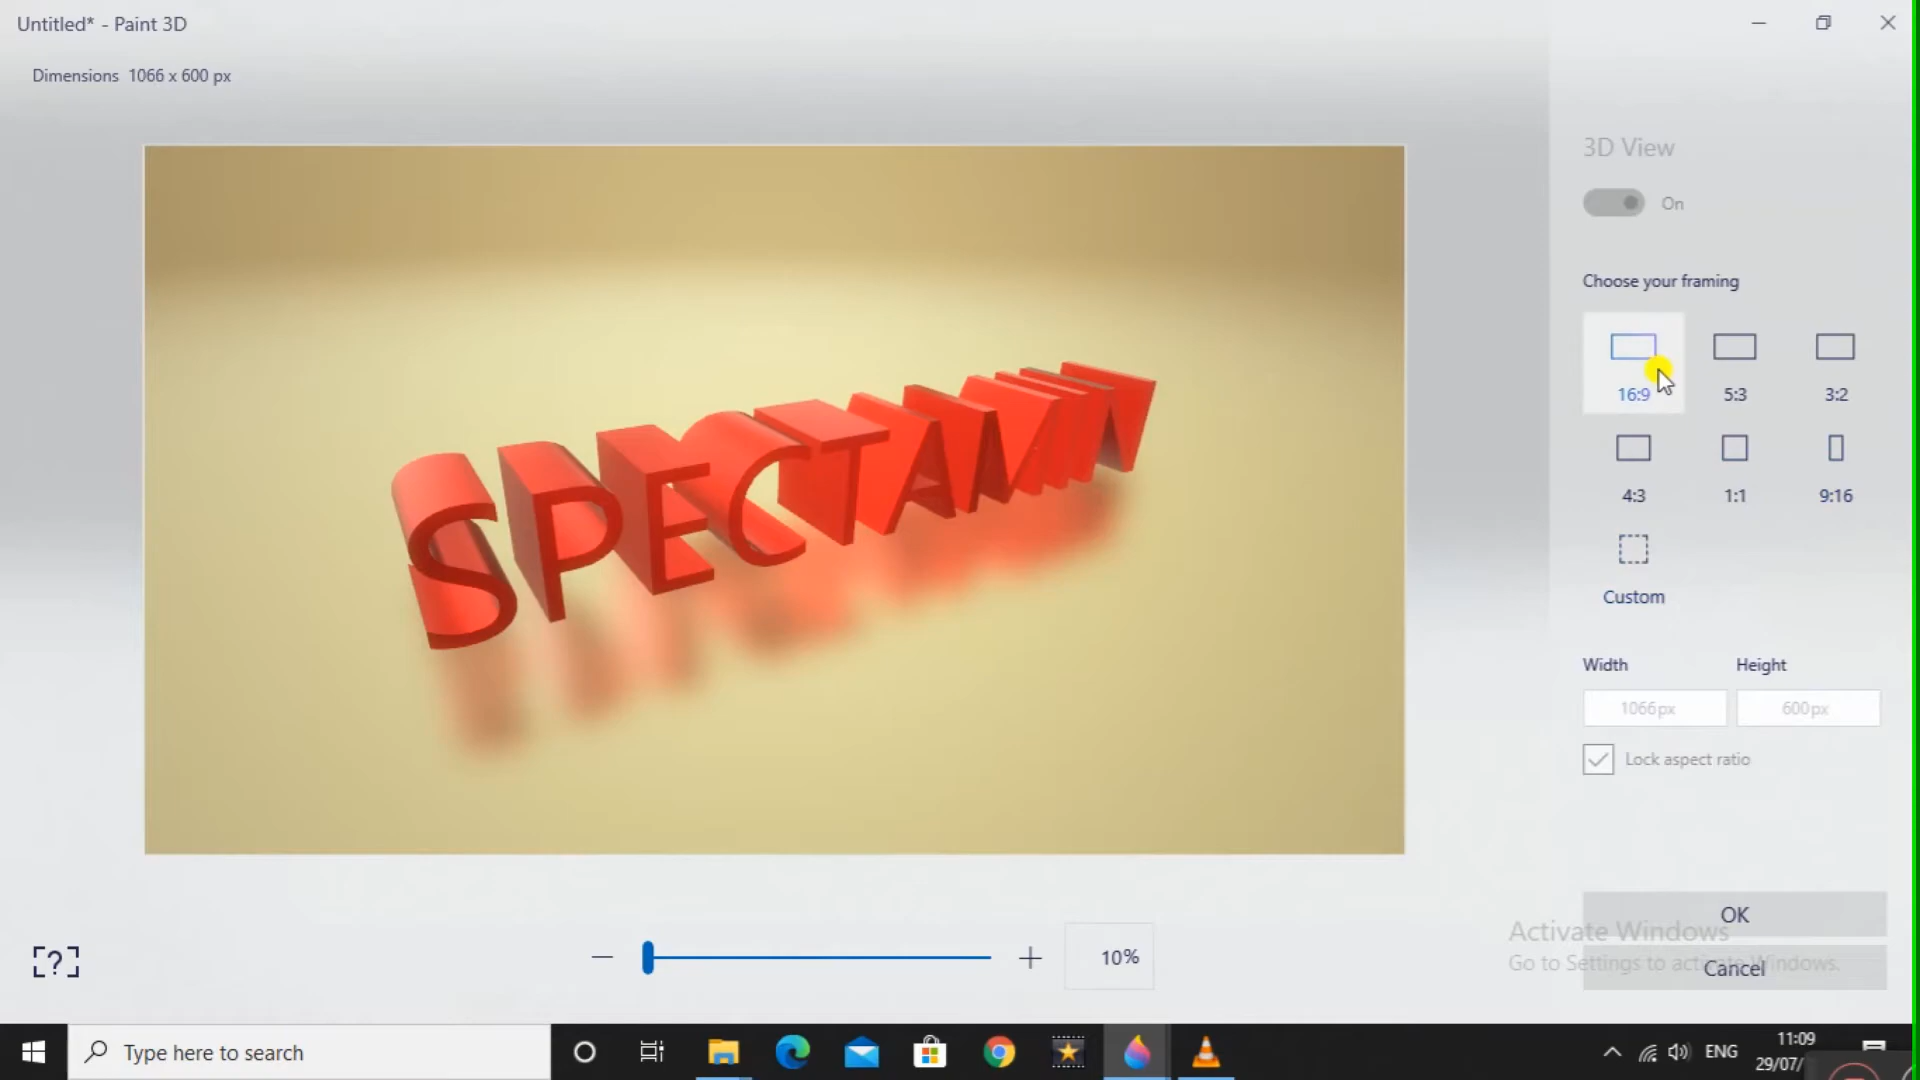 Untitled* - Paint 3D
Dimensions 1066 x 600 px
3D View
On
Choose your framing
16:9
5:3
3:2
4:3
1:1
9:16
Custom
Width
Height
1066px
600px
Lock aspect ratio
OK
Activate Windows
Go to Settings to activate Windows.
Cancel
10%
Type here to search
ENG
11:09
29/07/